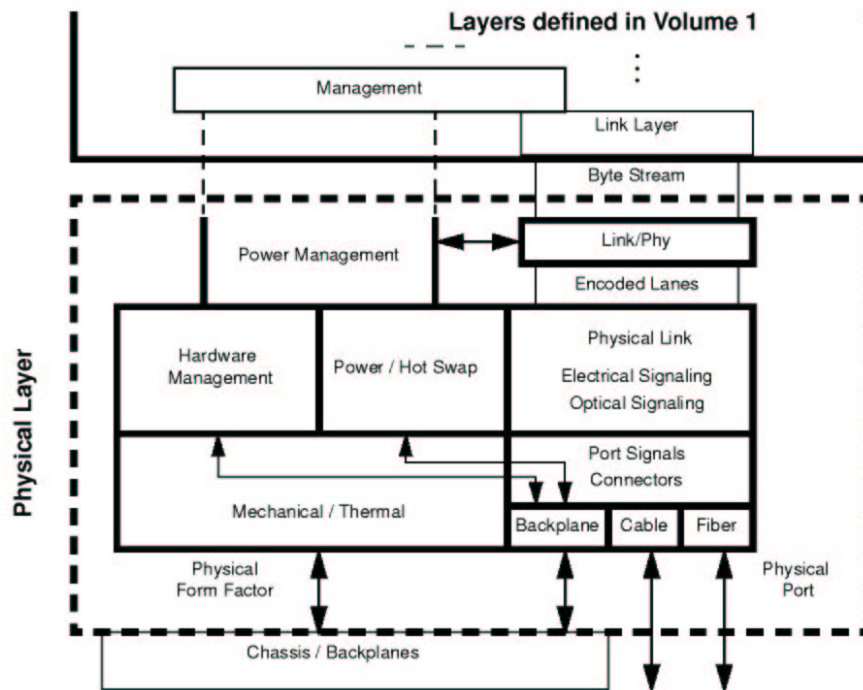 Layers defined in Volume 1
Management
Link Layer
Byte Stream
Link/Phy
Power Management
Encoded Lanes
Physical Layer
Hardware
Management
Power / Hot Swap
Physical Link
Electrical Signaling
Optical Signaling
Port Signals
Connectors
Mechanical / Thermal
Backplane
Cable
Fiber
Physical
Form Factor
Physical
Port
Chassis / Backplanes